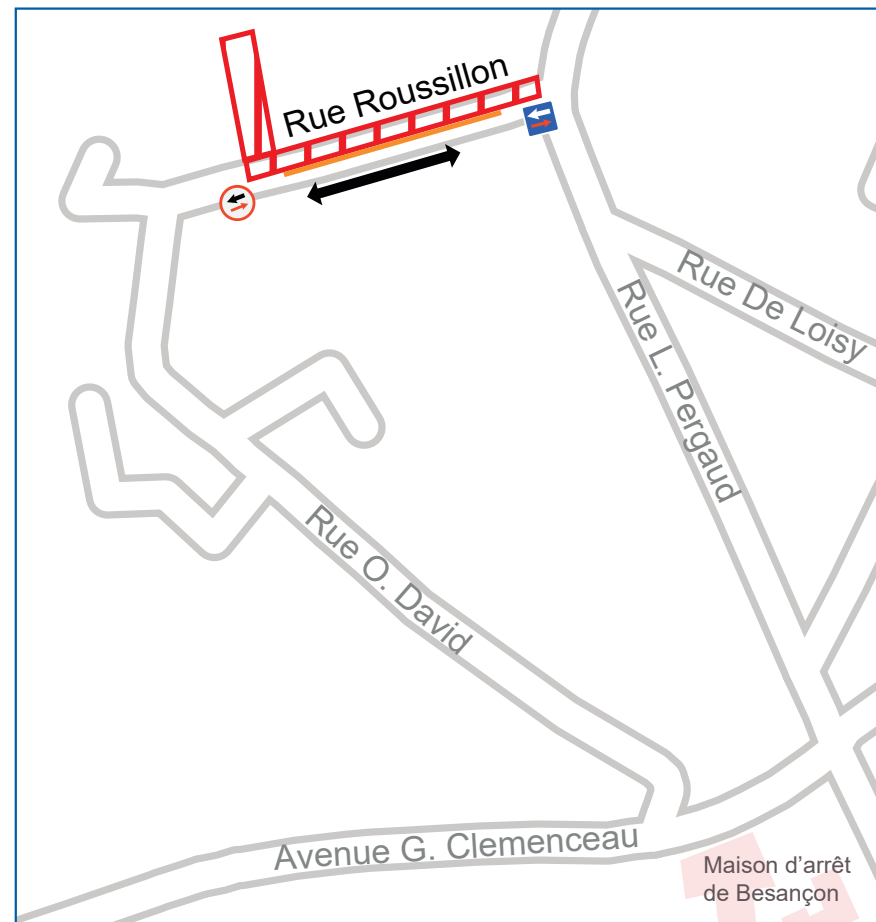 Rue Roussillon
Rue De Loisy
Rue L. Pergaud
Rue O. David
Avenue G. Clemenceau
Maison d’arrêt
de Besançon